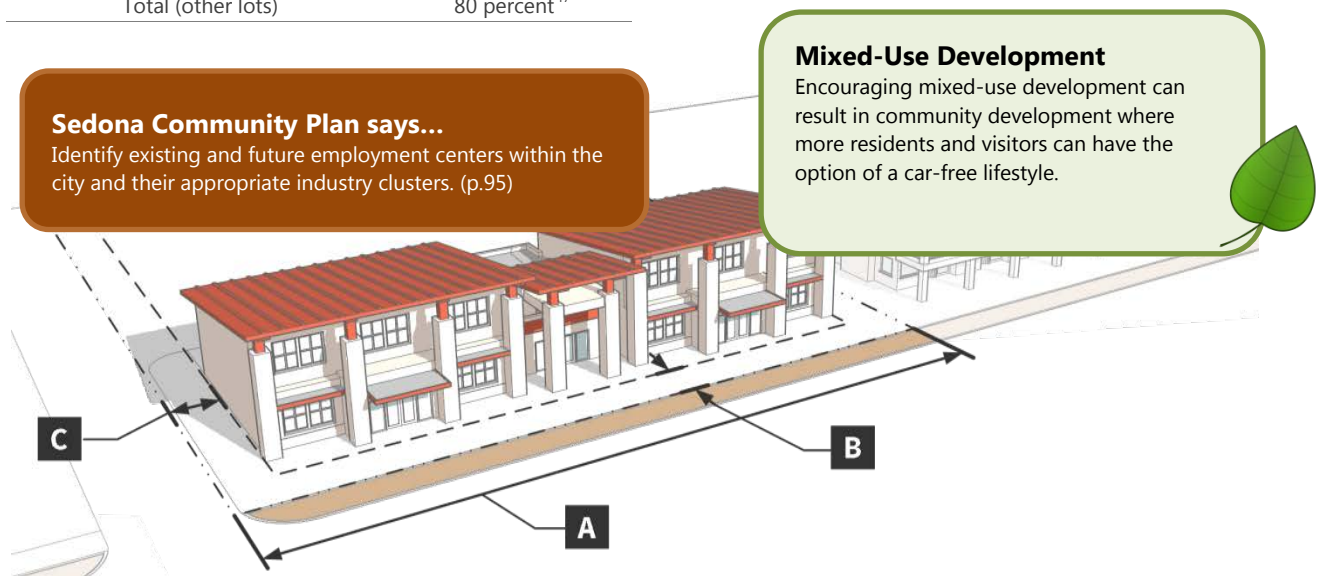 Total (other lots) 80 percent
Sedona Community Plan says...
Identify existing and future employment centers within the
city and their appropriate industry clusters. (p.95)
Mixed-Use Development
Encouraging mixed-use development can
result in community development where
more residents and visitors can have the
option of a car-free lifestyle.
C
B
A